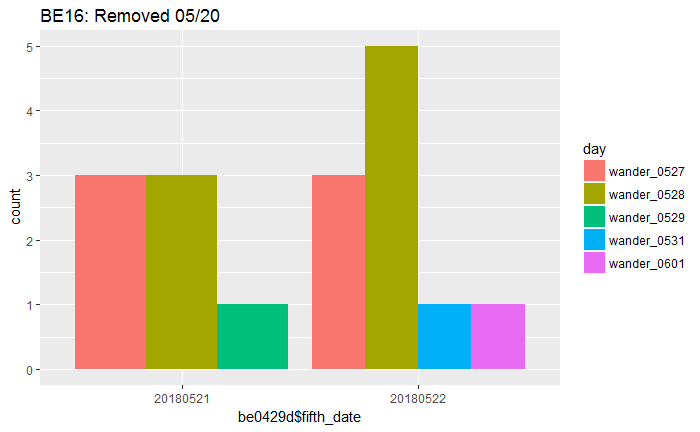 BE16: Removed 05/20
count
5
4
3
2
1
0
20180521
20180522
be0429d$fifth_date
day
wander_0527
wander_0528
wander_0529
wander_0531
wander_0601